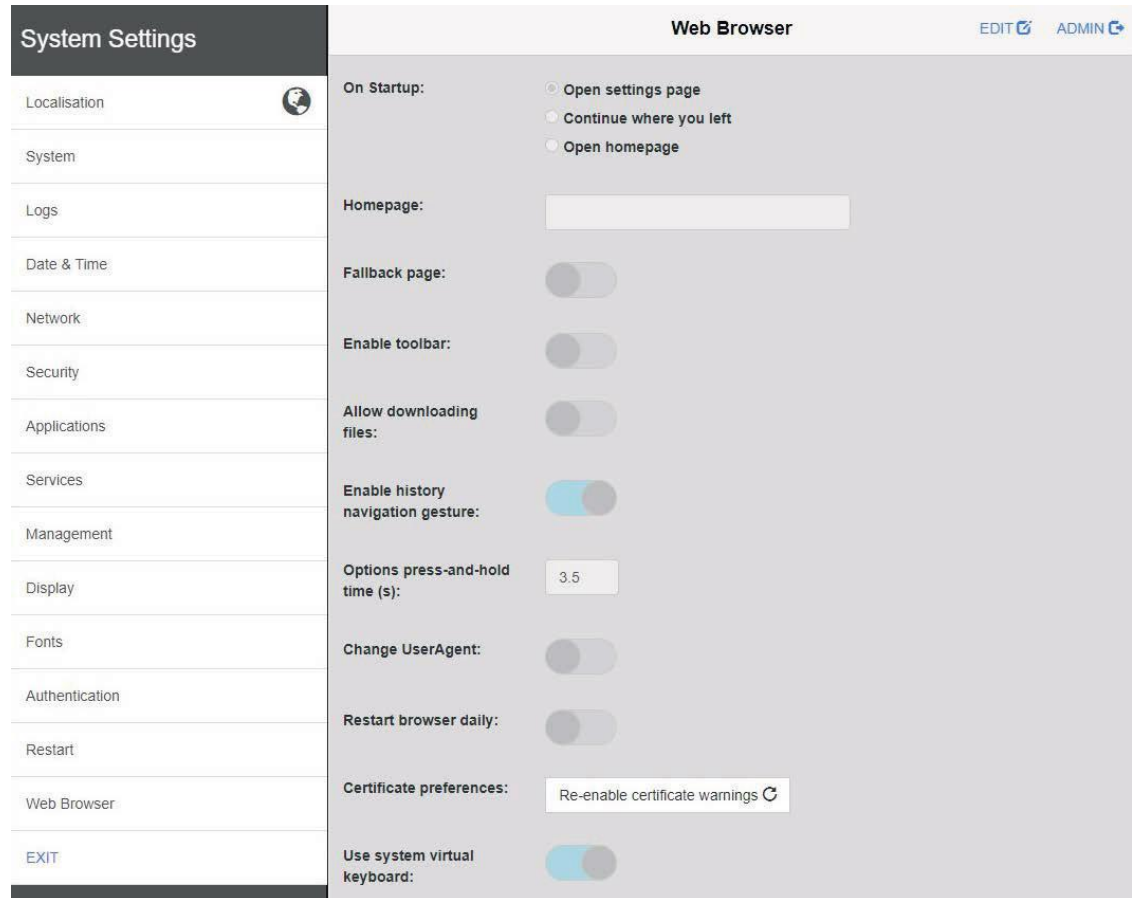 System Settings
Localisation
System
Logs
Date & Time
Network
Security
Applications
Services
Management
Display
Fonts
Authentication
Restart
Web Browser
EXIT
Web Browser
EDIT
ADMIN
On Startup:
Open settings page
Continue where you left
Open homepage
Homepage:
Fallback page:
Enable toolbar:
Allow downloading
files:
Enable history
navigation gesture:
Options press-and-hold
time (s):
3.5
Change UserAgent:
Restart browser daily:
Certificate preferences:
Re-enable certificate warnings
Use system virtual
keyboard: